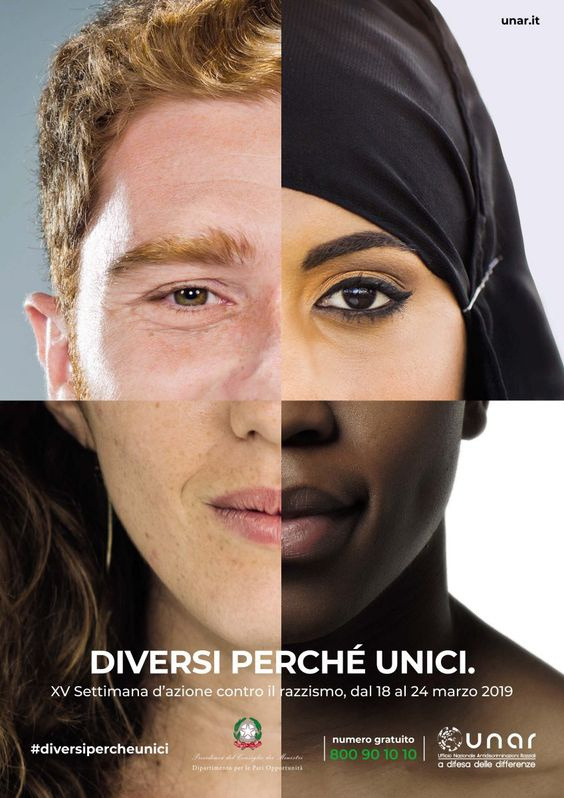 unar.it
DIVERSI PERCHÉ UNICI.
XV Settimana d'azione contro il razzismo, dal 18 al 24 marzo 2019
#diversipercheunici
Presidenza del Consiglio dei Ministri
Dipartimento per le Pari Opportunità
numero gratuito
800 90 10 10
unar
Ufficio Nazionale Antidiscriminazioni Razziali
a difesa delle differenze